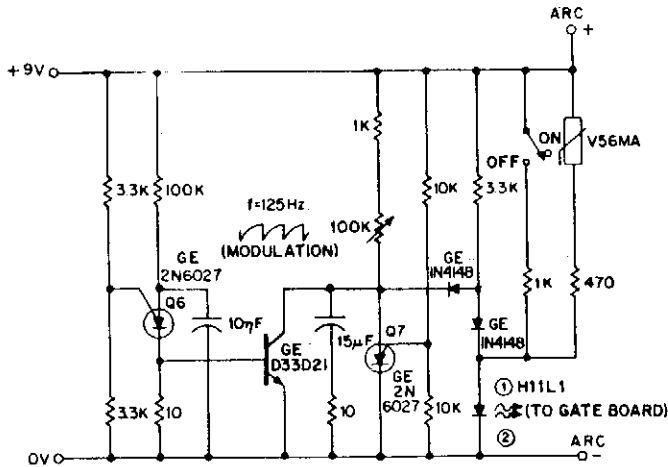 ARC
+
+9V
1K
ON
V56MA
OFF
3.3K
100K
f=125Hz
(MODULATION)
100K
10K
3.3K
GE
2N6027
Q6
GE
1N4148
1K
470
10ηF
GE
D33D21
15μF
Q7
GE
1N4148
GE
2N
6027
① H11L1
(TO GATE BOARD)
②
3.3K
10
10
10K
0V
ARC
-